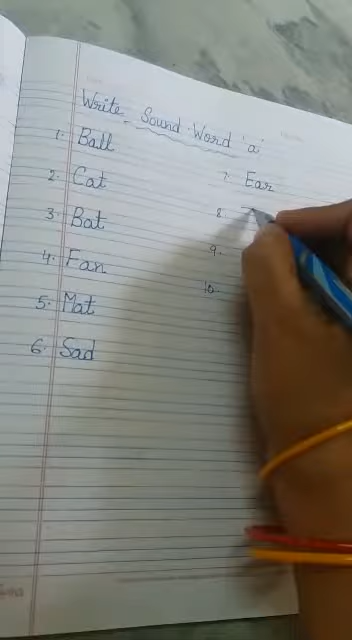 Write Sound Word 'a'
1. Ball
2. Cat
3. Bat
4. Fan
5. Mat
6. Sad
7. Ear
8.
9.
10.